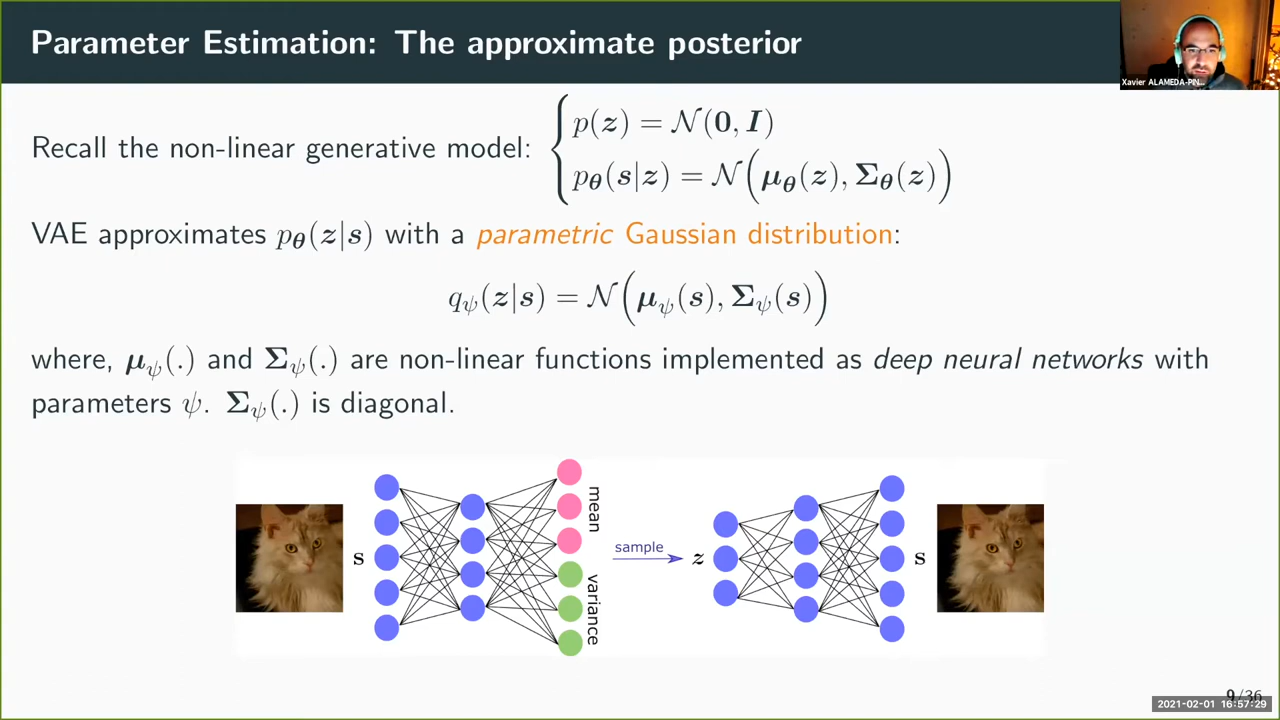 Parameter Estimation: The approximate posterior
Xavier ALAMEDA-PIN...
Recall the non-linear generative model: { p(z) = N(0, I)
p_θ(s|z) = N(μ_θ(z), Σ_θ(z))
VAE approximates p_θ(z|s) with a parametric Gaussian distribution:
q_ψ(z|s) = N(μ_ψ(s), Σ_ψ(s))
where, μ_ψ(.) and Σ_ψ(.) are non-linear functions implemented as deep neural networks with
parameters ψ. Σ_ψ(.) is diagonal.
s
mean
variance
sample
z
s
9/36
2021-02-01 16:57:29